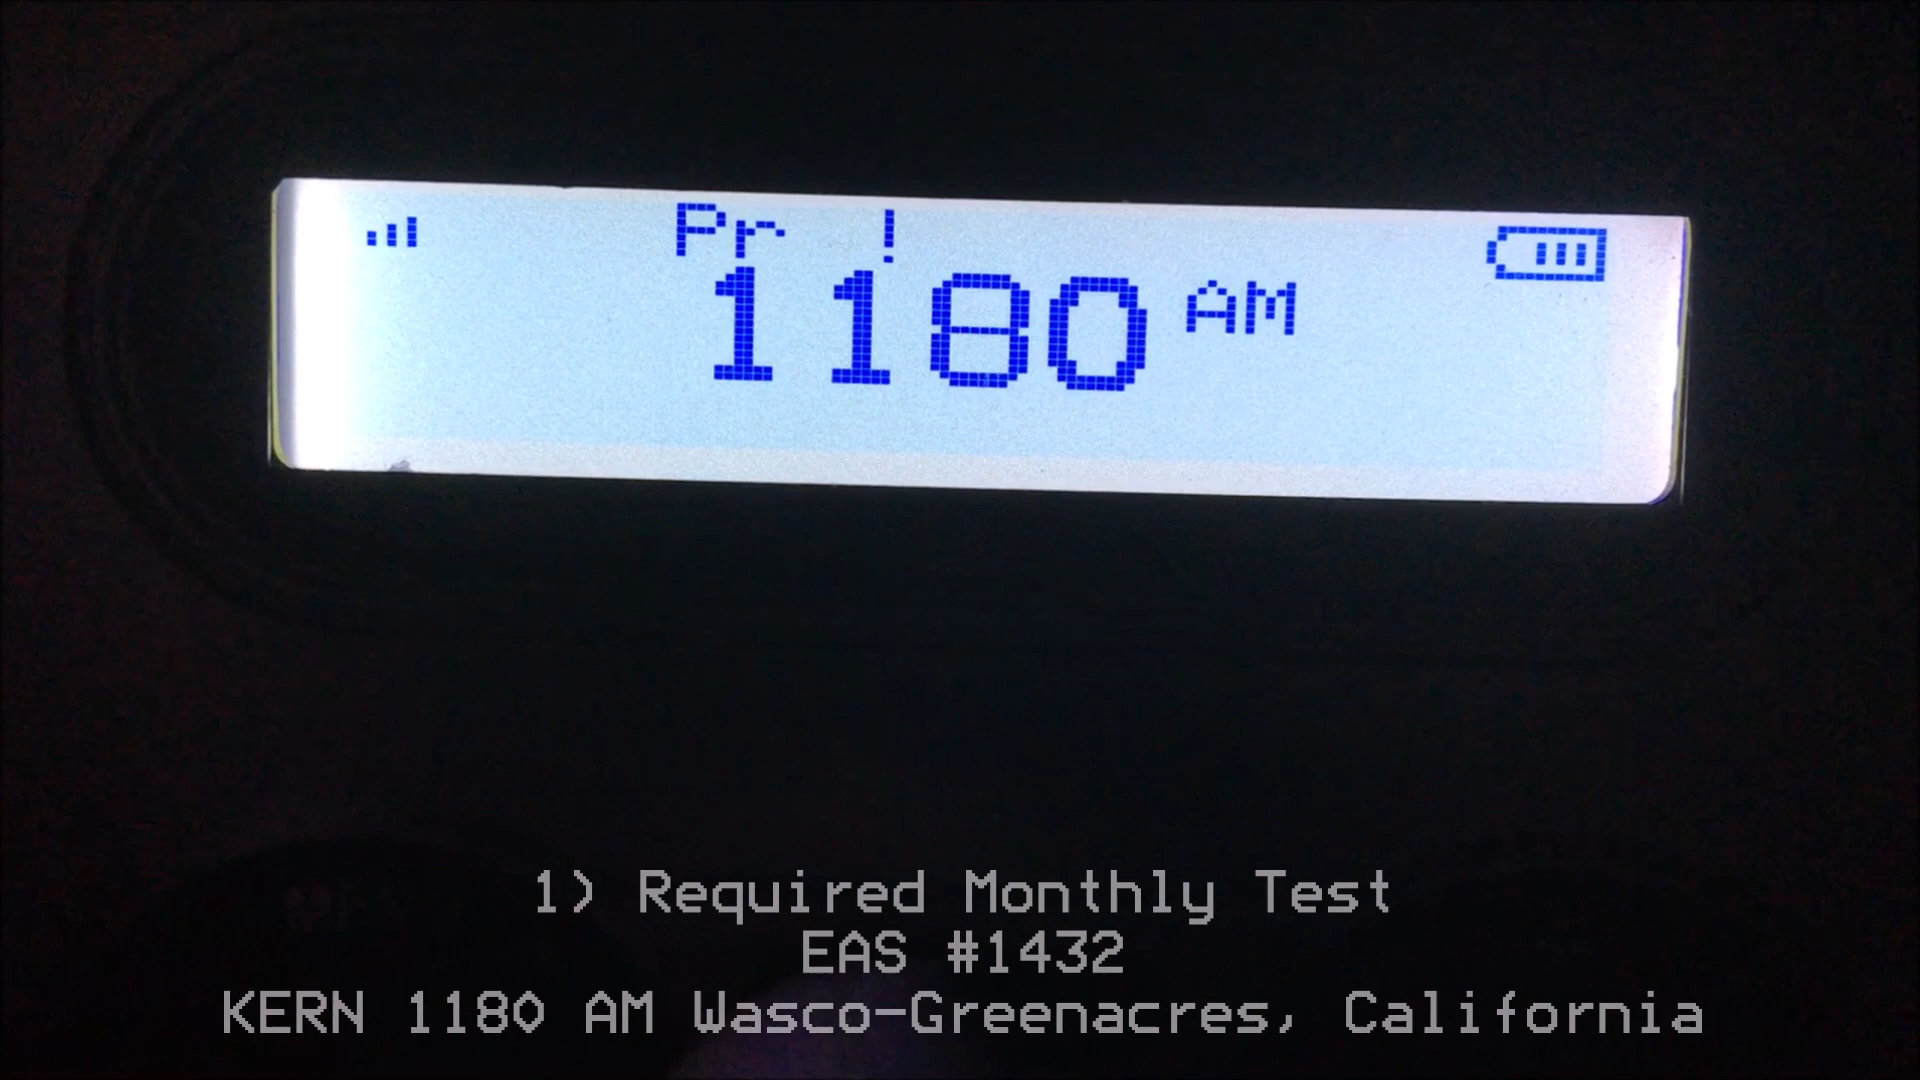 Pr !
1180 AM
1) Required Monthly Test
EAS #1432
KERN 1180 AM Wasco-Greenacres, California